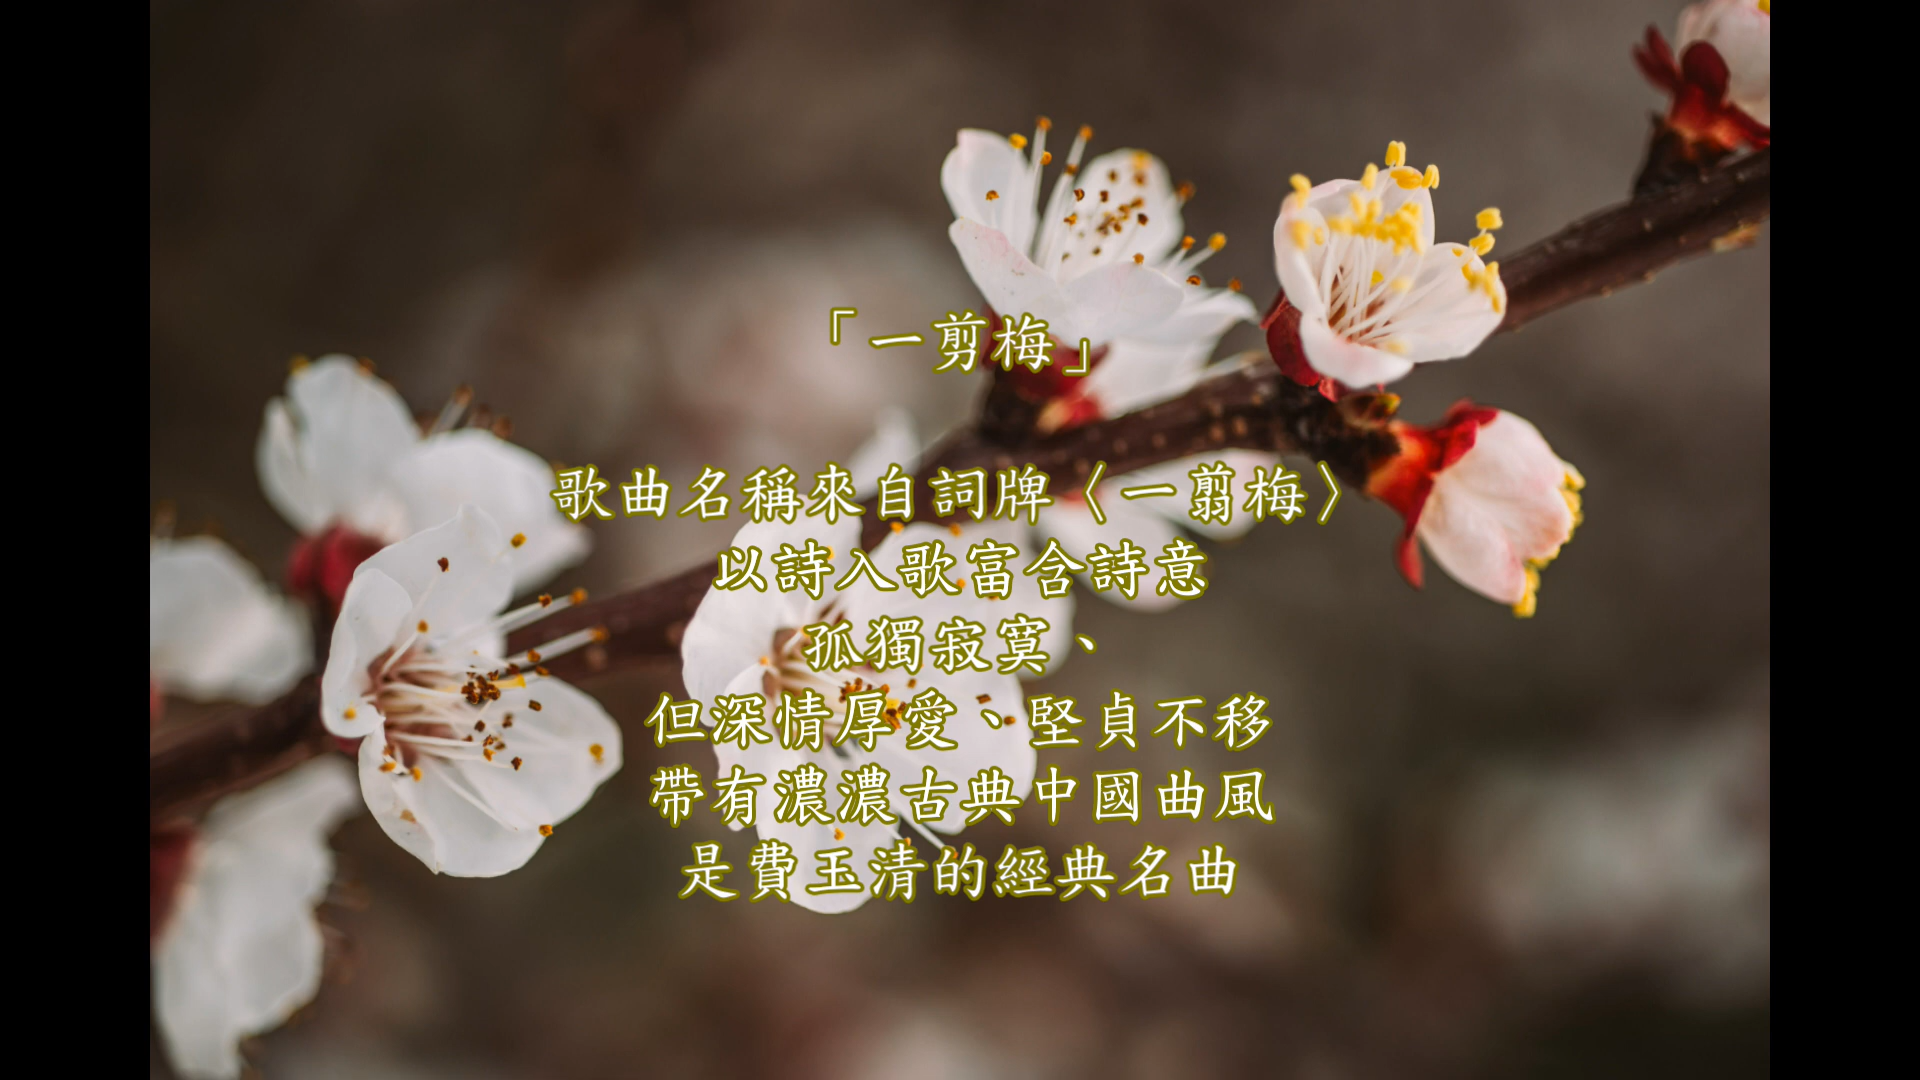 「一剪梅」
歌曲名稱來自詞牌〈一翦梅〉
以詩入歌富含詩意
孤獨寂寞、
但深情厚愛、堅貞不移
帶有濃濃古典中國曲風
是費玉清的經典名曲